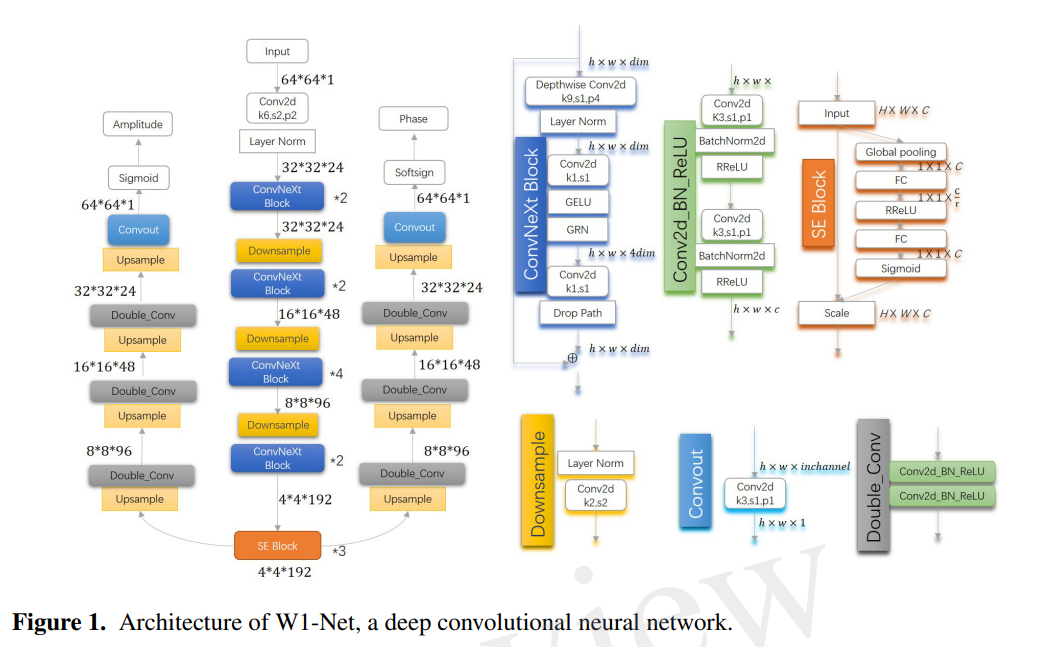 Input
64*64*1
Conv2d
k6,s2,p2
Layer Norm
32*32*24
ConvNeXt
Block
*2
32*32*24
Downsample
ConvNeXt
Block
*2
16*16*48
Downsample
ConvNeXt
Block
*4
8*8*96
Downsample
ConvNeXt
Block
*2
4*4*192
SE Block
*3
4*4*192
Amplitude
Sigmoid
64*64*1
Convout
Upsample
32*32*24
Double_Conv
Upsample
16*16*48
Double_Conv
Upsample
8*8*96
Double_Conv
Upsample
Phase
Softsign
64*64*1
Convout
Upsample
32*32*24
Double_Conv
Upsample
16*16*48
Double_Conv
Upsample
8*8*96
Double_Conv
Upsample
ConvNeXt Block
h × w × dim
Depthwise Conv2d
k9,s1,p4
Layer Norm
h × w × dim
Conv2d
k1,s1
GELU
GRN
h × w × 4dim
Conv2d
k1,s1
Drop Path
h × w × dim
⊕
Conv2d_BN_ReLU
h × w ×
Conv2d
K3,s1,p1
BatchNorm2d
RReLU
Conv2d
k3,s1,p1
BatchNorm2d
RReLU
h × w × c
SE Block
Input
H X W X C
Global pooling
1 X 1 X C
FC
1 X 1 X c/r
RReLU
FC
1 X 1 X C
Sigmoid
Scale
H X W X C
Downsample
Layer Norm
Conv2d
k2,s2
Convout
h × w × inchannel
Conv2d
k3,s1,p1
h × w × 1
Double_Conv
Conv2d_BN_ReLU
Conv2d_BN_ReLU
Figure 1. Architecture of W1-Net, a deep convolutional neural network.